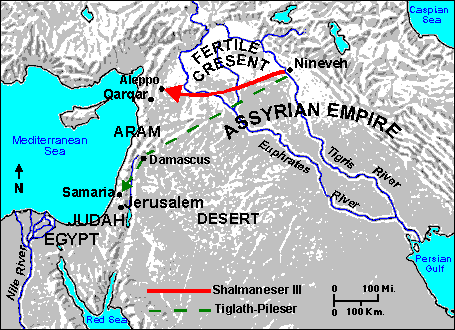 Caspian
Sea
FERTILE
CRESENT
Nineveh
Aleppo
Qarqar
ASSYRIAN EMPIRE
ARAM
Mediterranean
Sea
Euphrates
River
Tigris River
Damascus
N
Samaria
Jerusalem
JUDAH
DESERT
EGYPT
Nile River
Persian
Gulf
Red Sea
Shalmaneser III
Tiglath-Pileser
0 100 Mi.
0 100 Km.